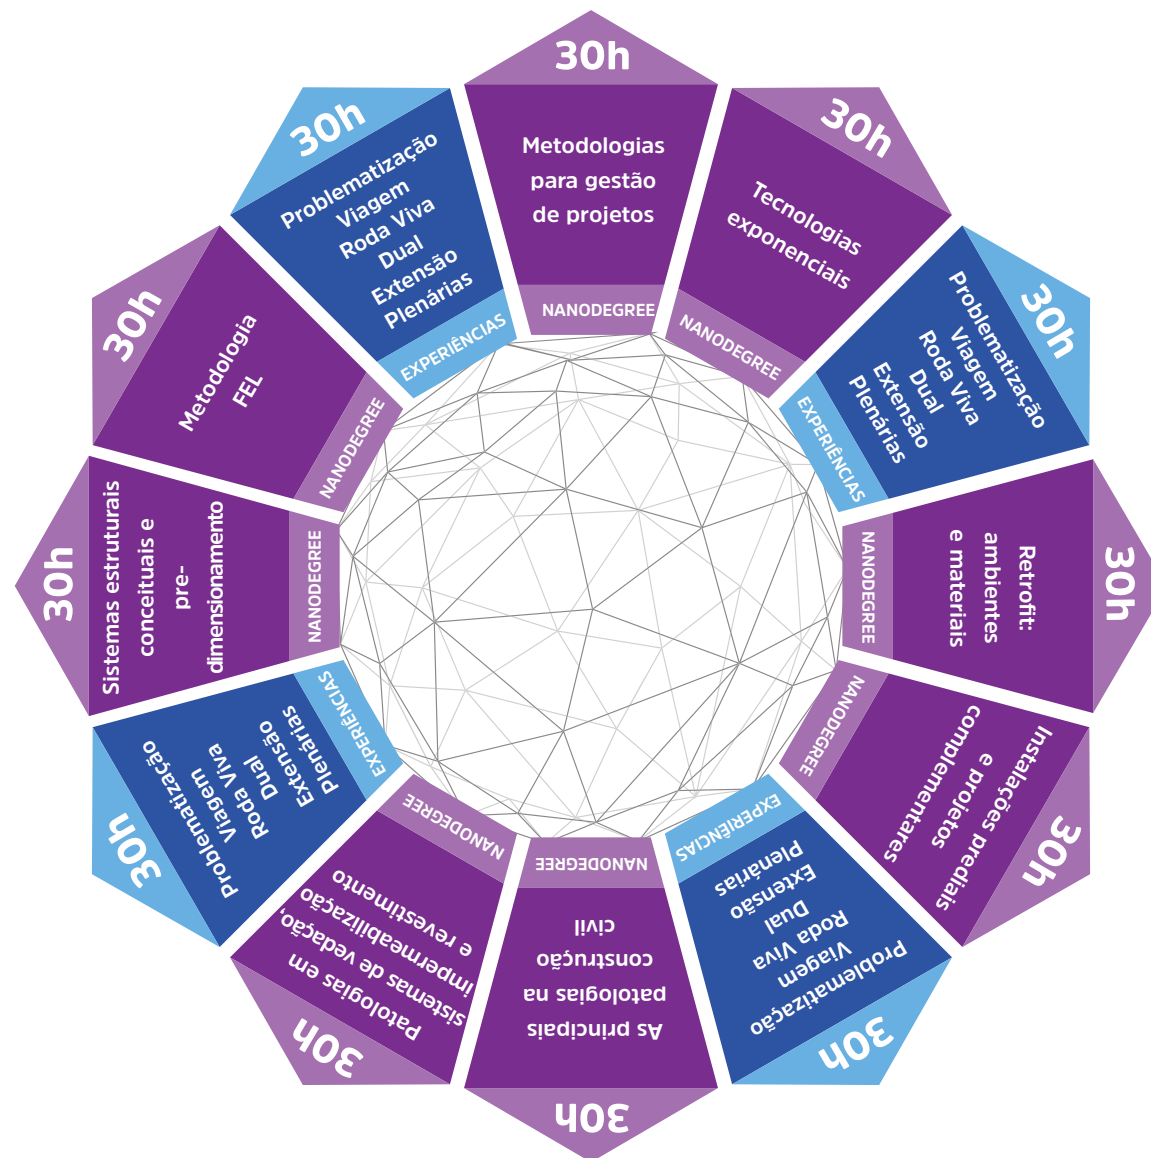 30h
Metodologias
para gestão
de projetos
NANODEGREE
30h
Tecnologias
exponenciais
NANODEGREE
30h
Problematização
Viagem
Roda Viva
Dual
Extensão
Plenárias
EXPERIÊNCIAS
30h
Retrofit:
ambientes
e materiais
NANODEGREE
30h
Instalações prediais
e projetos
complementares
NANODEGREE
30h
Problematização
Viagem
Roda Viva
Dual
Extensão
Plenárias
EXPERIÊNCIAS
30h
As principais
patologias na
construção
civil
NANODEGREE
30h
Patologias em
sistemas de vedação,
impermeabilização
e revestimento
NANODEGREE
30h
Problematização
Viagem
Roda Viva
Dual
Extensão
Plenárias
EXPERIÊNCIAS
30h
Sistemas estruturais
conceituais e
pre-
dimensionamento
NANODEGREE
30h
Metodologia
FEL
NANODEGREE
30h
Problematização
Viagem
Roda Viva
Dual
Extensão
Plenárias
EXPERIÊNCIAS